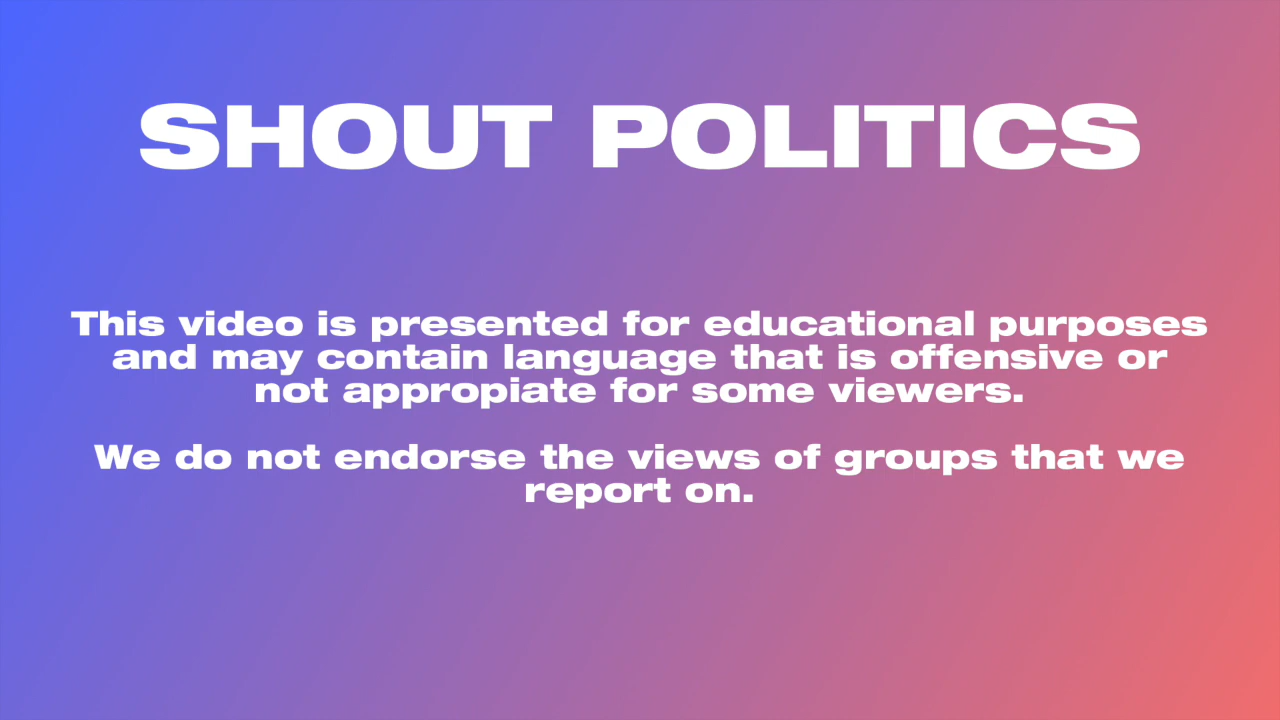 SHOUT POLITICS
This video is presented for educational purposes
and may contain language that is offensive or
not appropiate for some viewers.
We do not endorse the views of groups that we
report on.